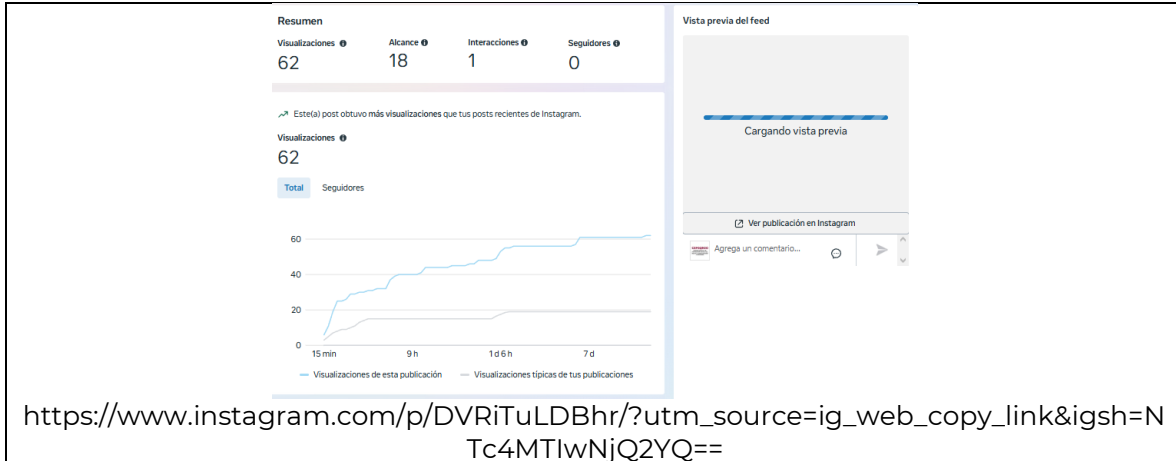 Resumen
Visualizaciones Alcance Interacciones Seguidores
62 18 1 0
Este(a) post obtuvo más visualizaciones que tus posts recientes de Instagram.
Visualizaciones
62
Total Seguidores
60
40
20
0
15 min 9 h 1 d 6 h 7 d
Visualizaciones de esta publicación Visualizaciones típicas de tus publicaciones
Vista previa del feed
Cargando vista previa
Ver publicación en Instagram
Agrega un comentario...
https://www.instagram.com/p/DVRiTuLDBhr/?utm_source=ig_web_copy_link&igsh=N
Tc4MTIwNjQ2YQ==